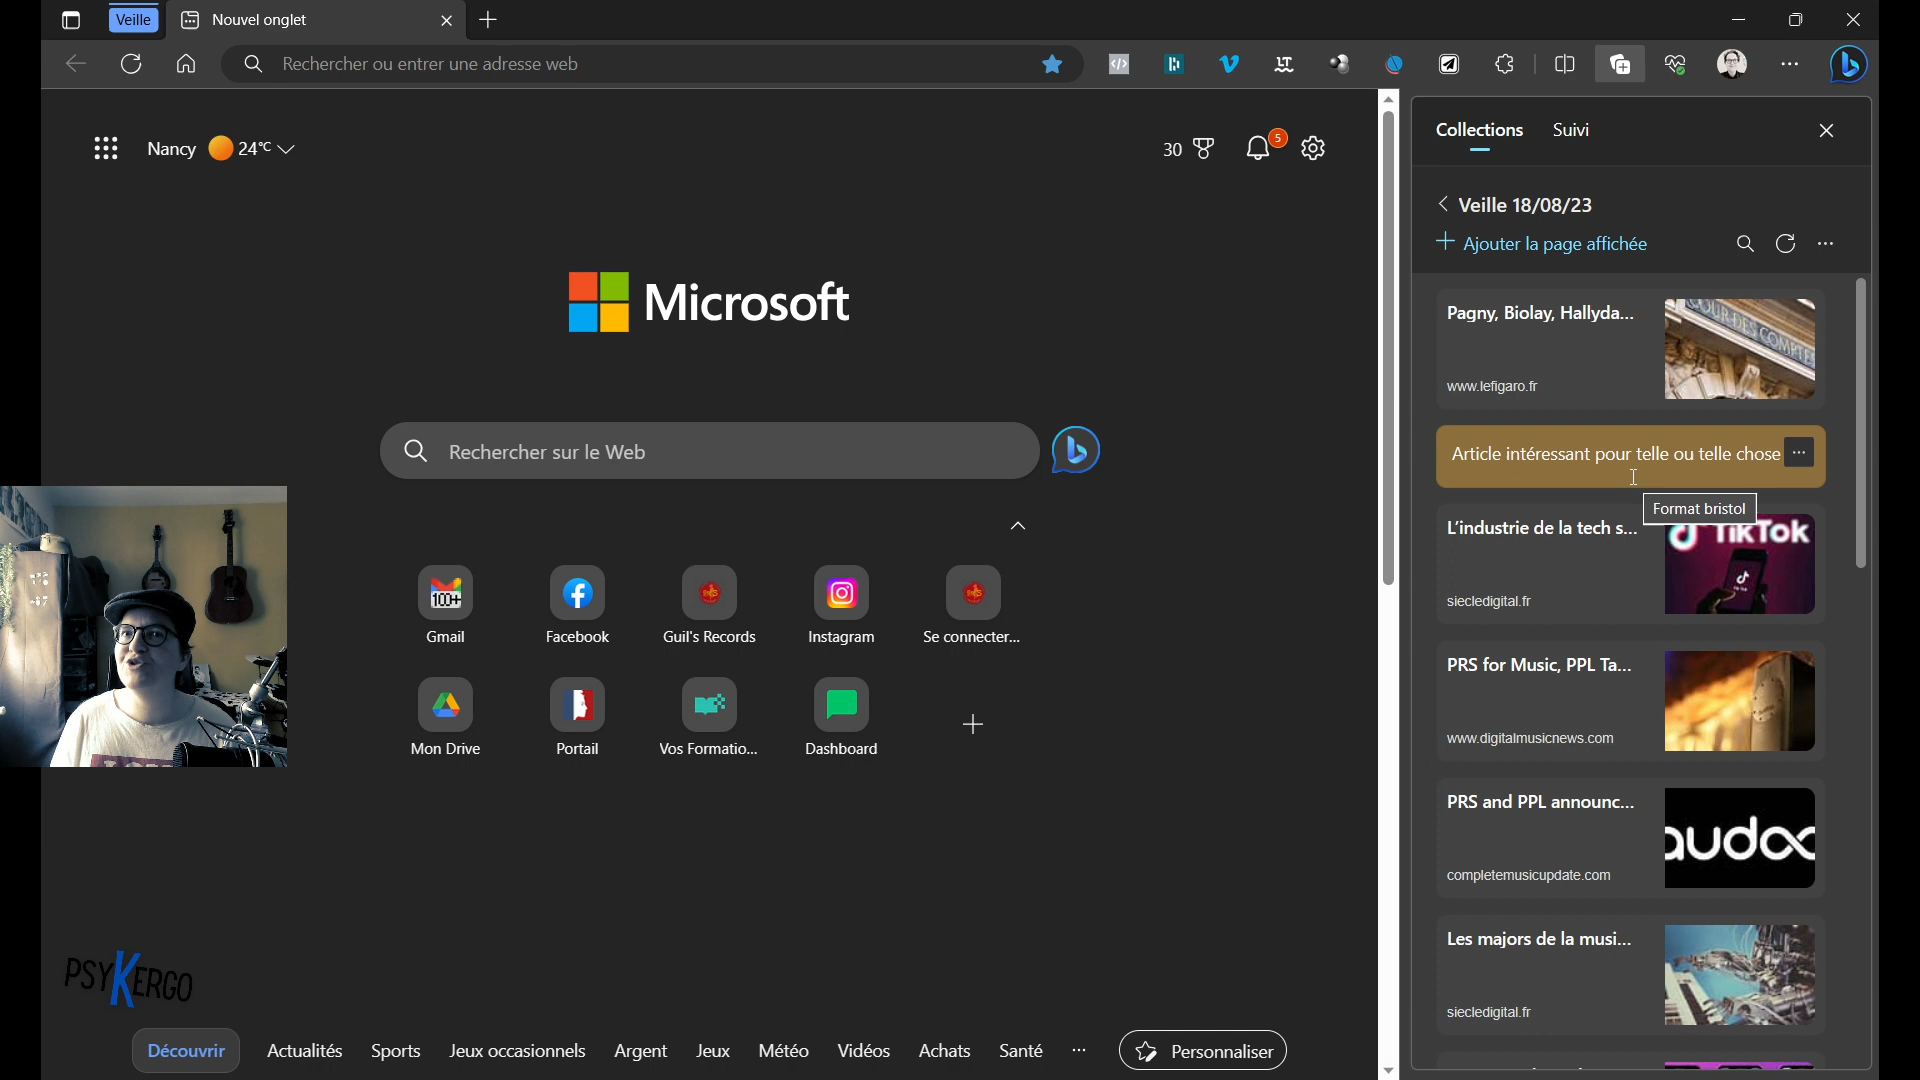 Veille
Nouvel onglet
Rechercher ou entrer une adresse web
Nancy
24°C
30
5
Microsoft
Rechercher sur le Web
100+
Gmail
Facebook
Guil's Records
Instagram
Se connecter...
Mon Drive
Portail
Vos Formatio...
Dashboard
PSYKERGO
Découvrir
Actualités
Sports
Jeux occasionnels
Argent
Jeux
Météo
Vidéos
Achats
Santé
Personnaliser
Collections
Suivi
Veille 18/08/23
Ajouter la page affichée
Pagny, Biolay, Hallyda...
www.lefigaro.fr
COUR DES COMPTES
Article intéressant pour telle ou telle chose
Format bristol
L'industrie de la tech s...
siecledigital.fr
TikTok
PRS for Music, PPL Ta...
www.digitalmusicnews.com
PRS and PPL announc...
completemusicupdate.com
audoo
Les majors de la musi...
siecledigital.fr